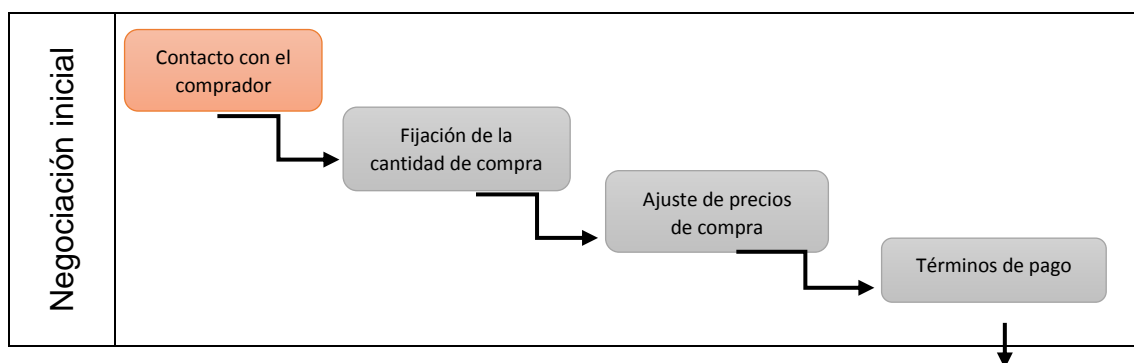 Negociación inicial
Contacto con el
comprador
Fijación de la
cantidad de compra
Ajuste de precios
de compra
Términos de pago